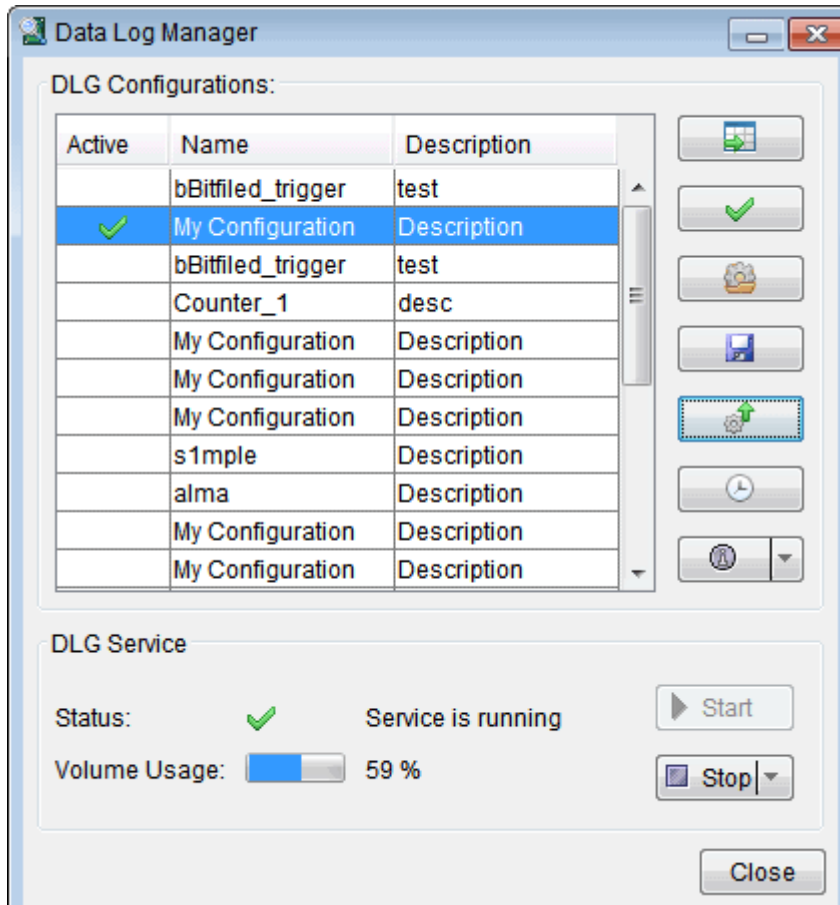 Data Log Manager
DLG Configurations:
Active Name Description
bBitfiled_trigger test
My Configuration Description
bBitfiled_trigger test
Counter_1 desc
My Configuration Description
My Configuration Description
My Configuration Description
s1mple Description
alma Description
My Configuration Description
My Configuration Description
DLG Service
Status: Service is running Start
Volume Usage: 59 % Stop
Close